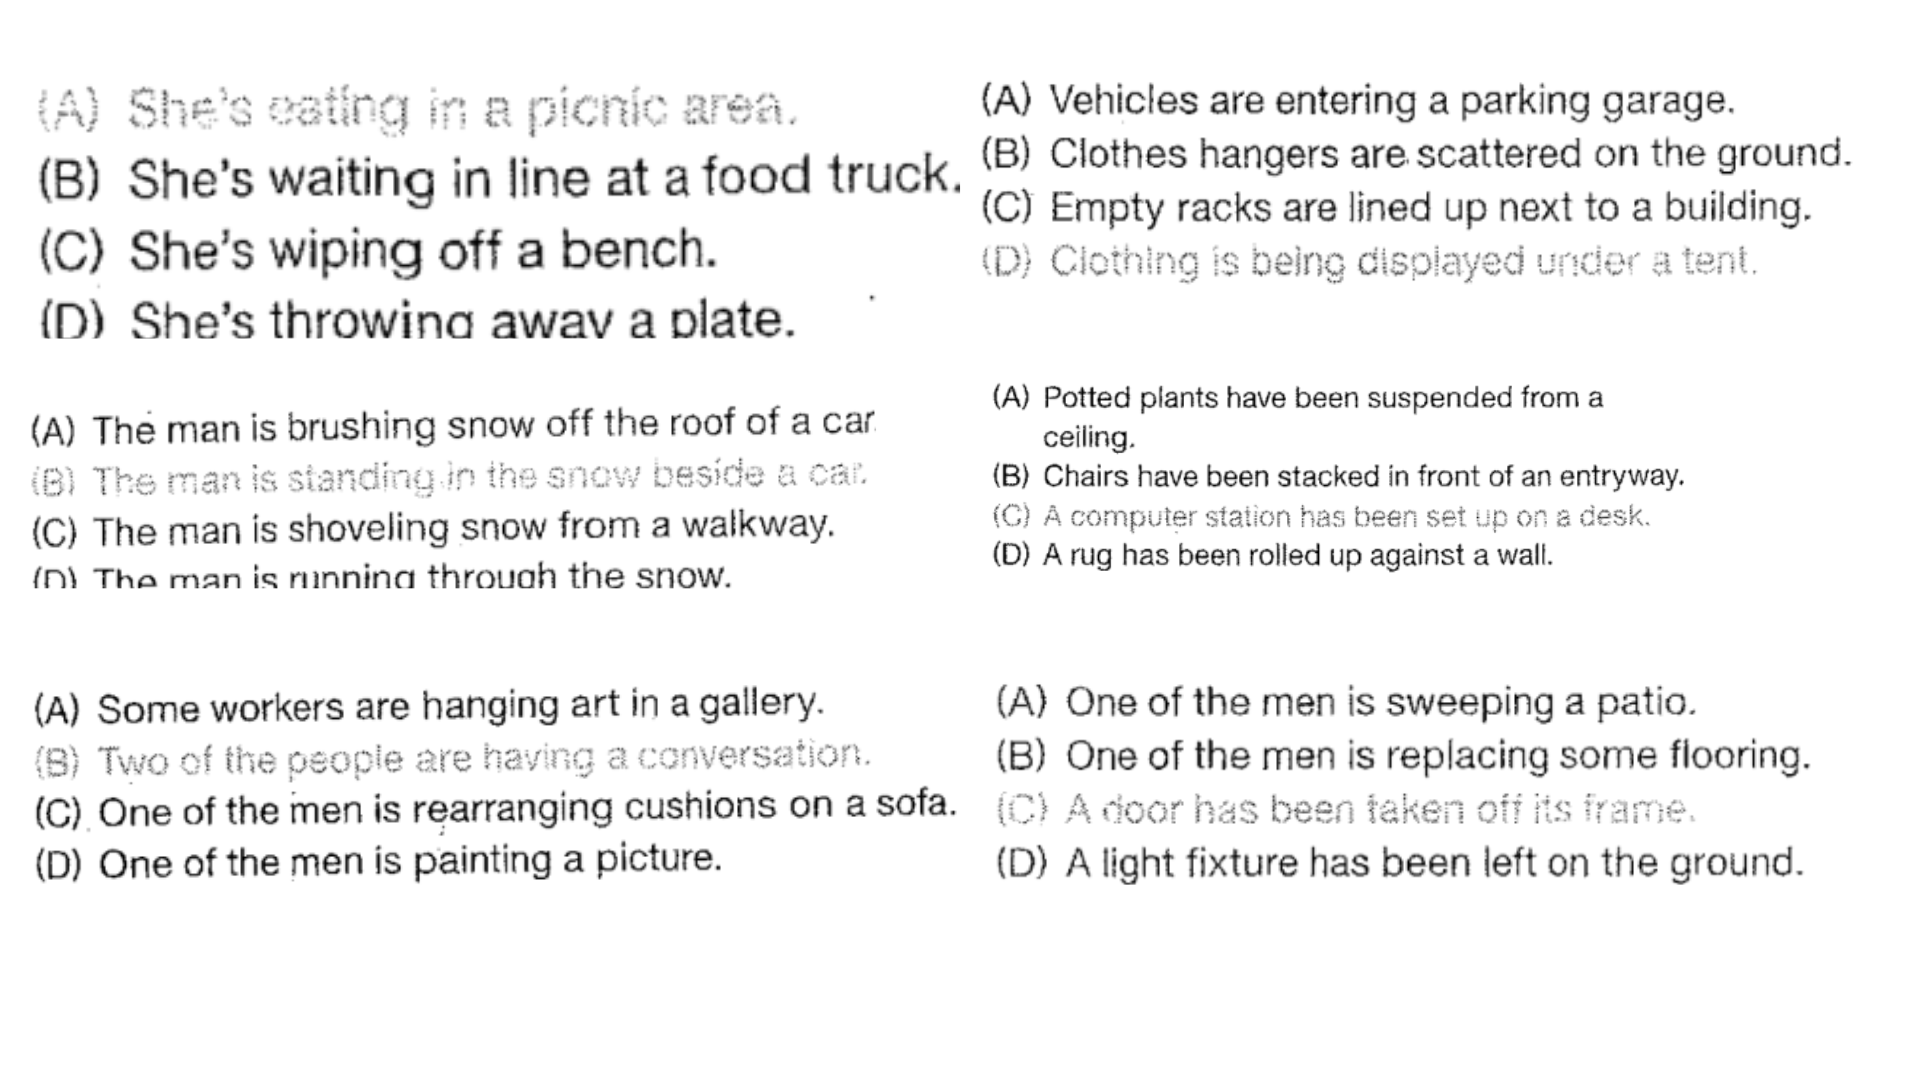 (A) She's eating in a picnic area.
(B) She's waiting in line at a food truck.
(C) She's wiping off a bench.
(D) She's throwing away a plate.
(A) The man is brushing snow off the roof of a car
(B) The man is standing in the snow beside a car.
(C) The man is shoveling snow from a walkway.
(D) The man is running through the snow.
(A) Some workers are hanging art in a gallery.
(B) Two of the people are having a conversation.
(C) One of the men is rearranging cushions on a sofa.
(D) One of the men is painting a picture.
(A) Vehicles are entering a parking garage.
(B) Clothes hangers are scattered on the ground.
(C) Empty racks are lined up next to a building.
(D) Clothing is being displayed under a tent.
(A) Potted plants have been suspended from a
ceiling.
(B) Chairs have been stacked in front of an entryway.
(C) A computer station has been set up on a desk.
(D) A rug has been rolled up against a wall.
(A) One of the men is sweeping a patio.
(B) One of the men is replacing some flooring.
(C) A door has been taken off its frame.
(D) A light fixture has been left on the ground.